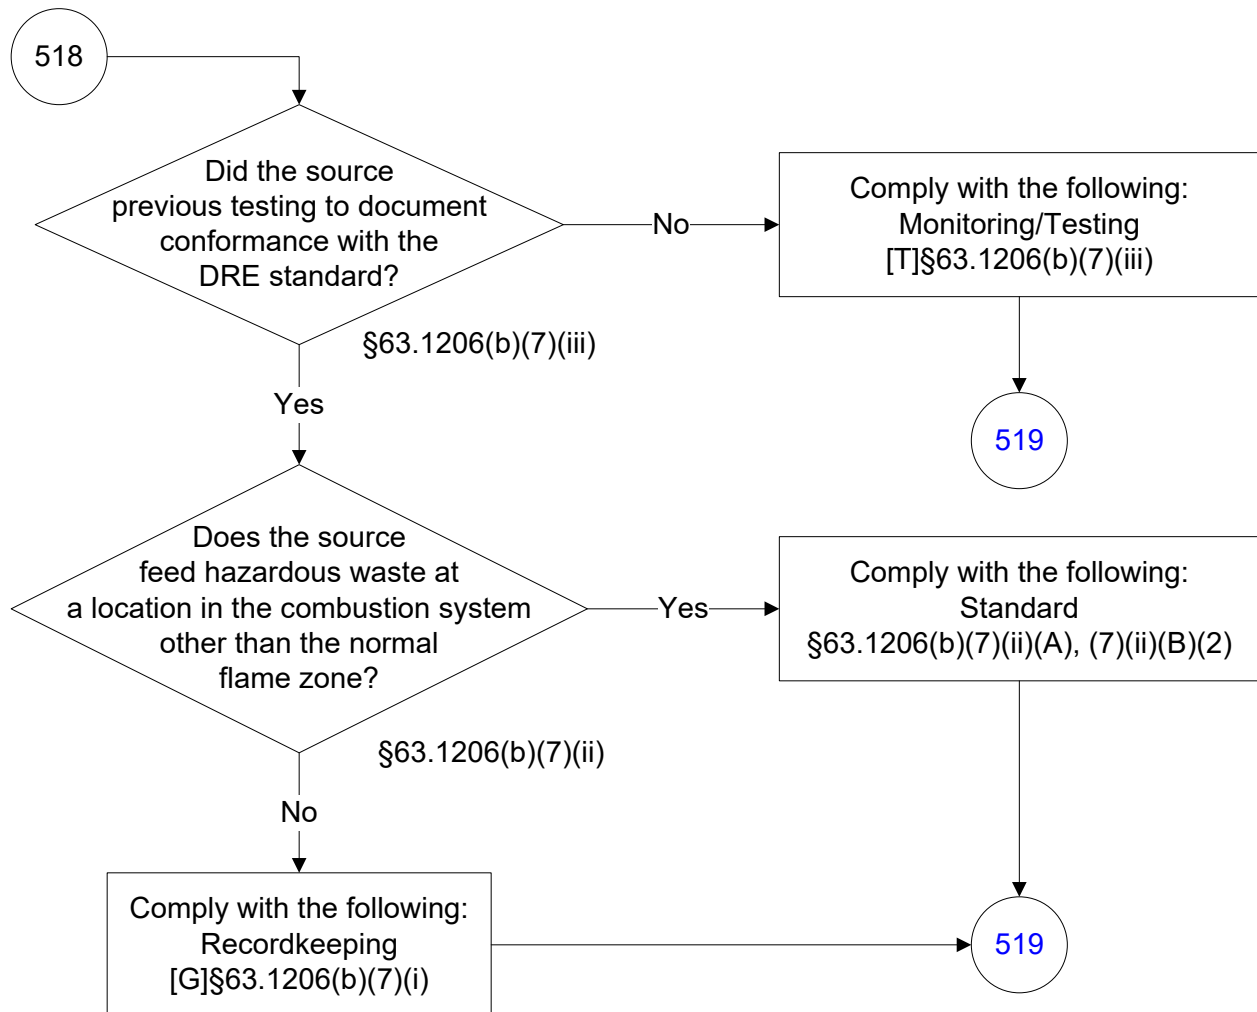 518
Did the source
previous testing to document
conformance with the
DRE standard?
No
Comply with the following:
Monitoring/Testing
[T]§63.1206(b)(7)(iii)
§63.1206(b)(7)(iii)
Yes
519
Does the source
feed hazardous waste at
a location in the combustion system
other than the normal
flame zone?
Yes
Comply with the following:
Standard
§63.1206(b)(7)(ii)(A), (7)(ii)(B)(2)
§63.1206(b)(7)(ii)
No
Comply with the following:
Recordkeeping
[G]§63.1206(b)(7)(i)
519